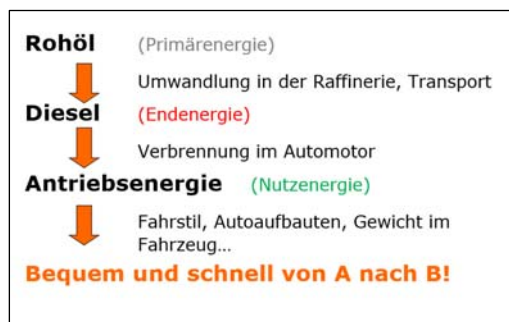 Rohöl (Primärenergie)
Umwandlung in der Raffinerie, Transport
Diesel (Endenergie)
Verbrennung im Automotor
Antriebsenergie (Nutzenergie)
Fahrstil, Autoaufbauten, Gewicht im
Fahrzeug...
Bequem und schnell von A nach B!